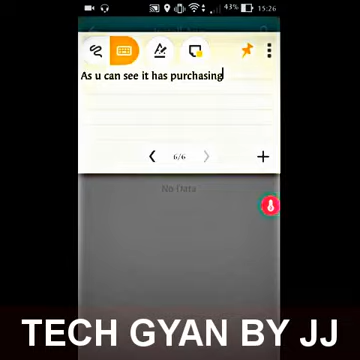 43% 15:26
As u can see it has purchasing
6/6
No Data
TECH GYAN BY JJ